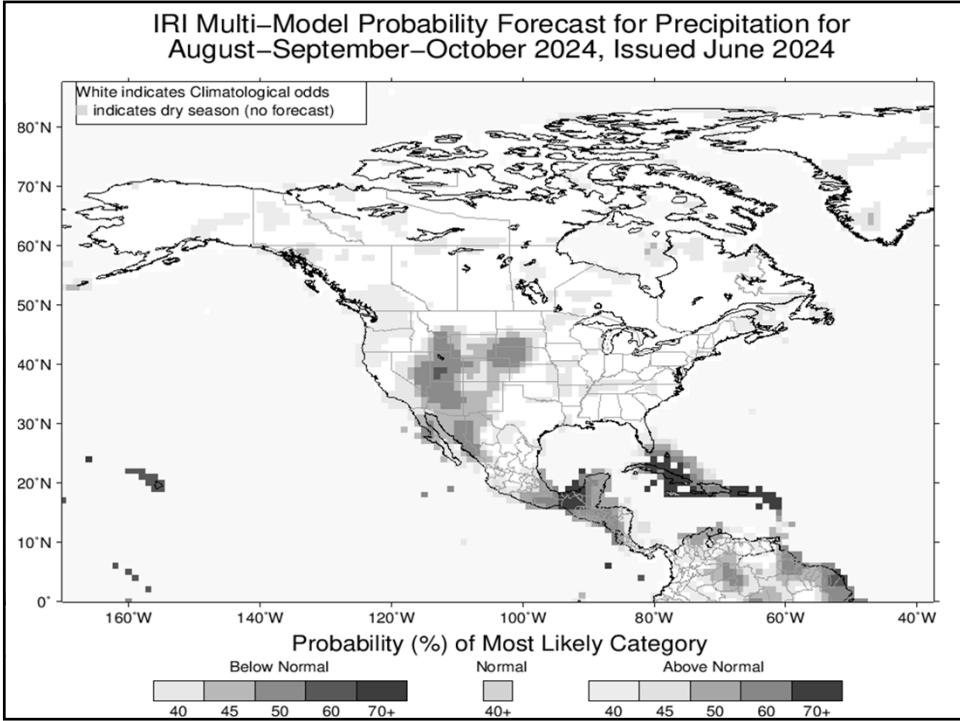 IRI Multi-Model Probability Forecast for Precipitation for
August-September-October 2024, Issued June 2024
White indicates Climatological odds
indicates dry season (no forecast)
80°N
70°N
60°N
50°N
40°N
30°N
20°N
10°N
0°
160°W 140°W 120°W 100°W 80°W 60°W 40°W
Probability (%) of Most Likely Category
Below Normal Normal Above Normal
40 45 50 60 70+ 40+ 40 45 50 60 70+